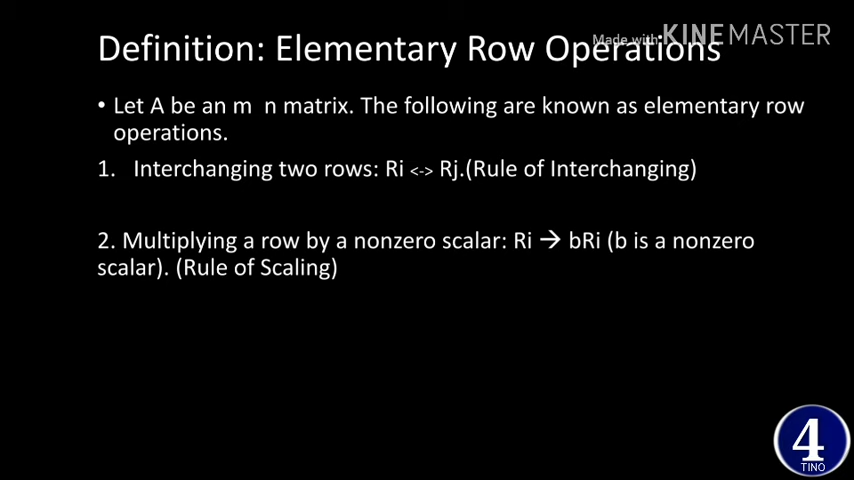 Made with KINEMASTER
Definition: Elementary Row Operations
• Let A be an m n matrix. The following are known as elementary row
operations.
1. Interchanging two rows: Ri <-> Rj.(Rule of Interchanging)
2. Multiplying a row by a nonzero scalar: Ri → bRi (b is a nonzero
scalar). (Rule of Scaling)
4
TINO